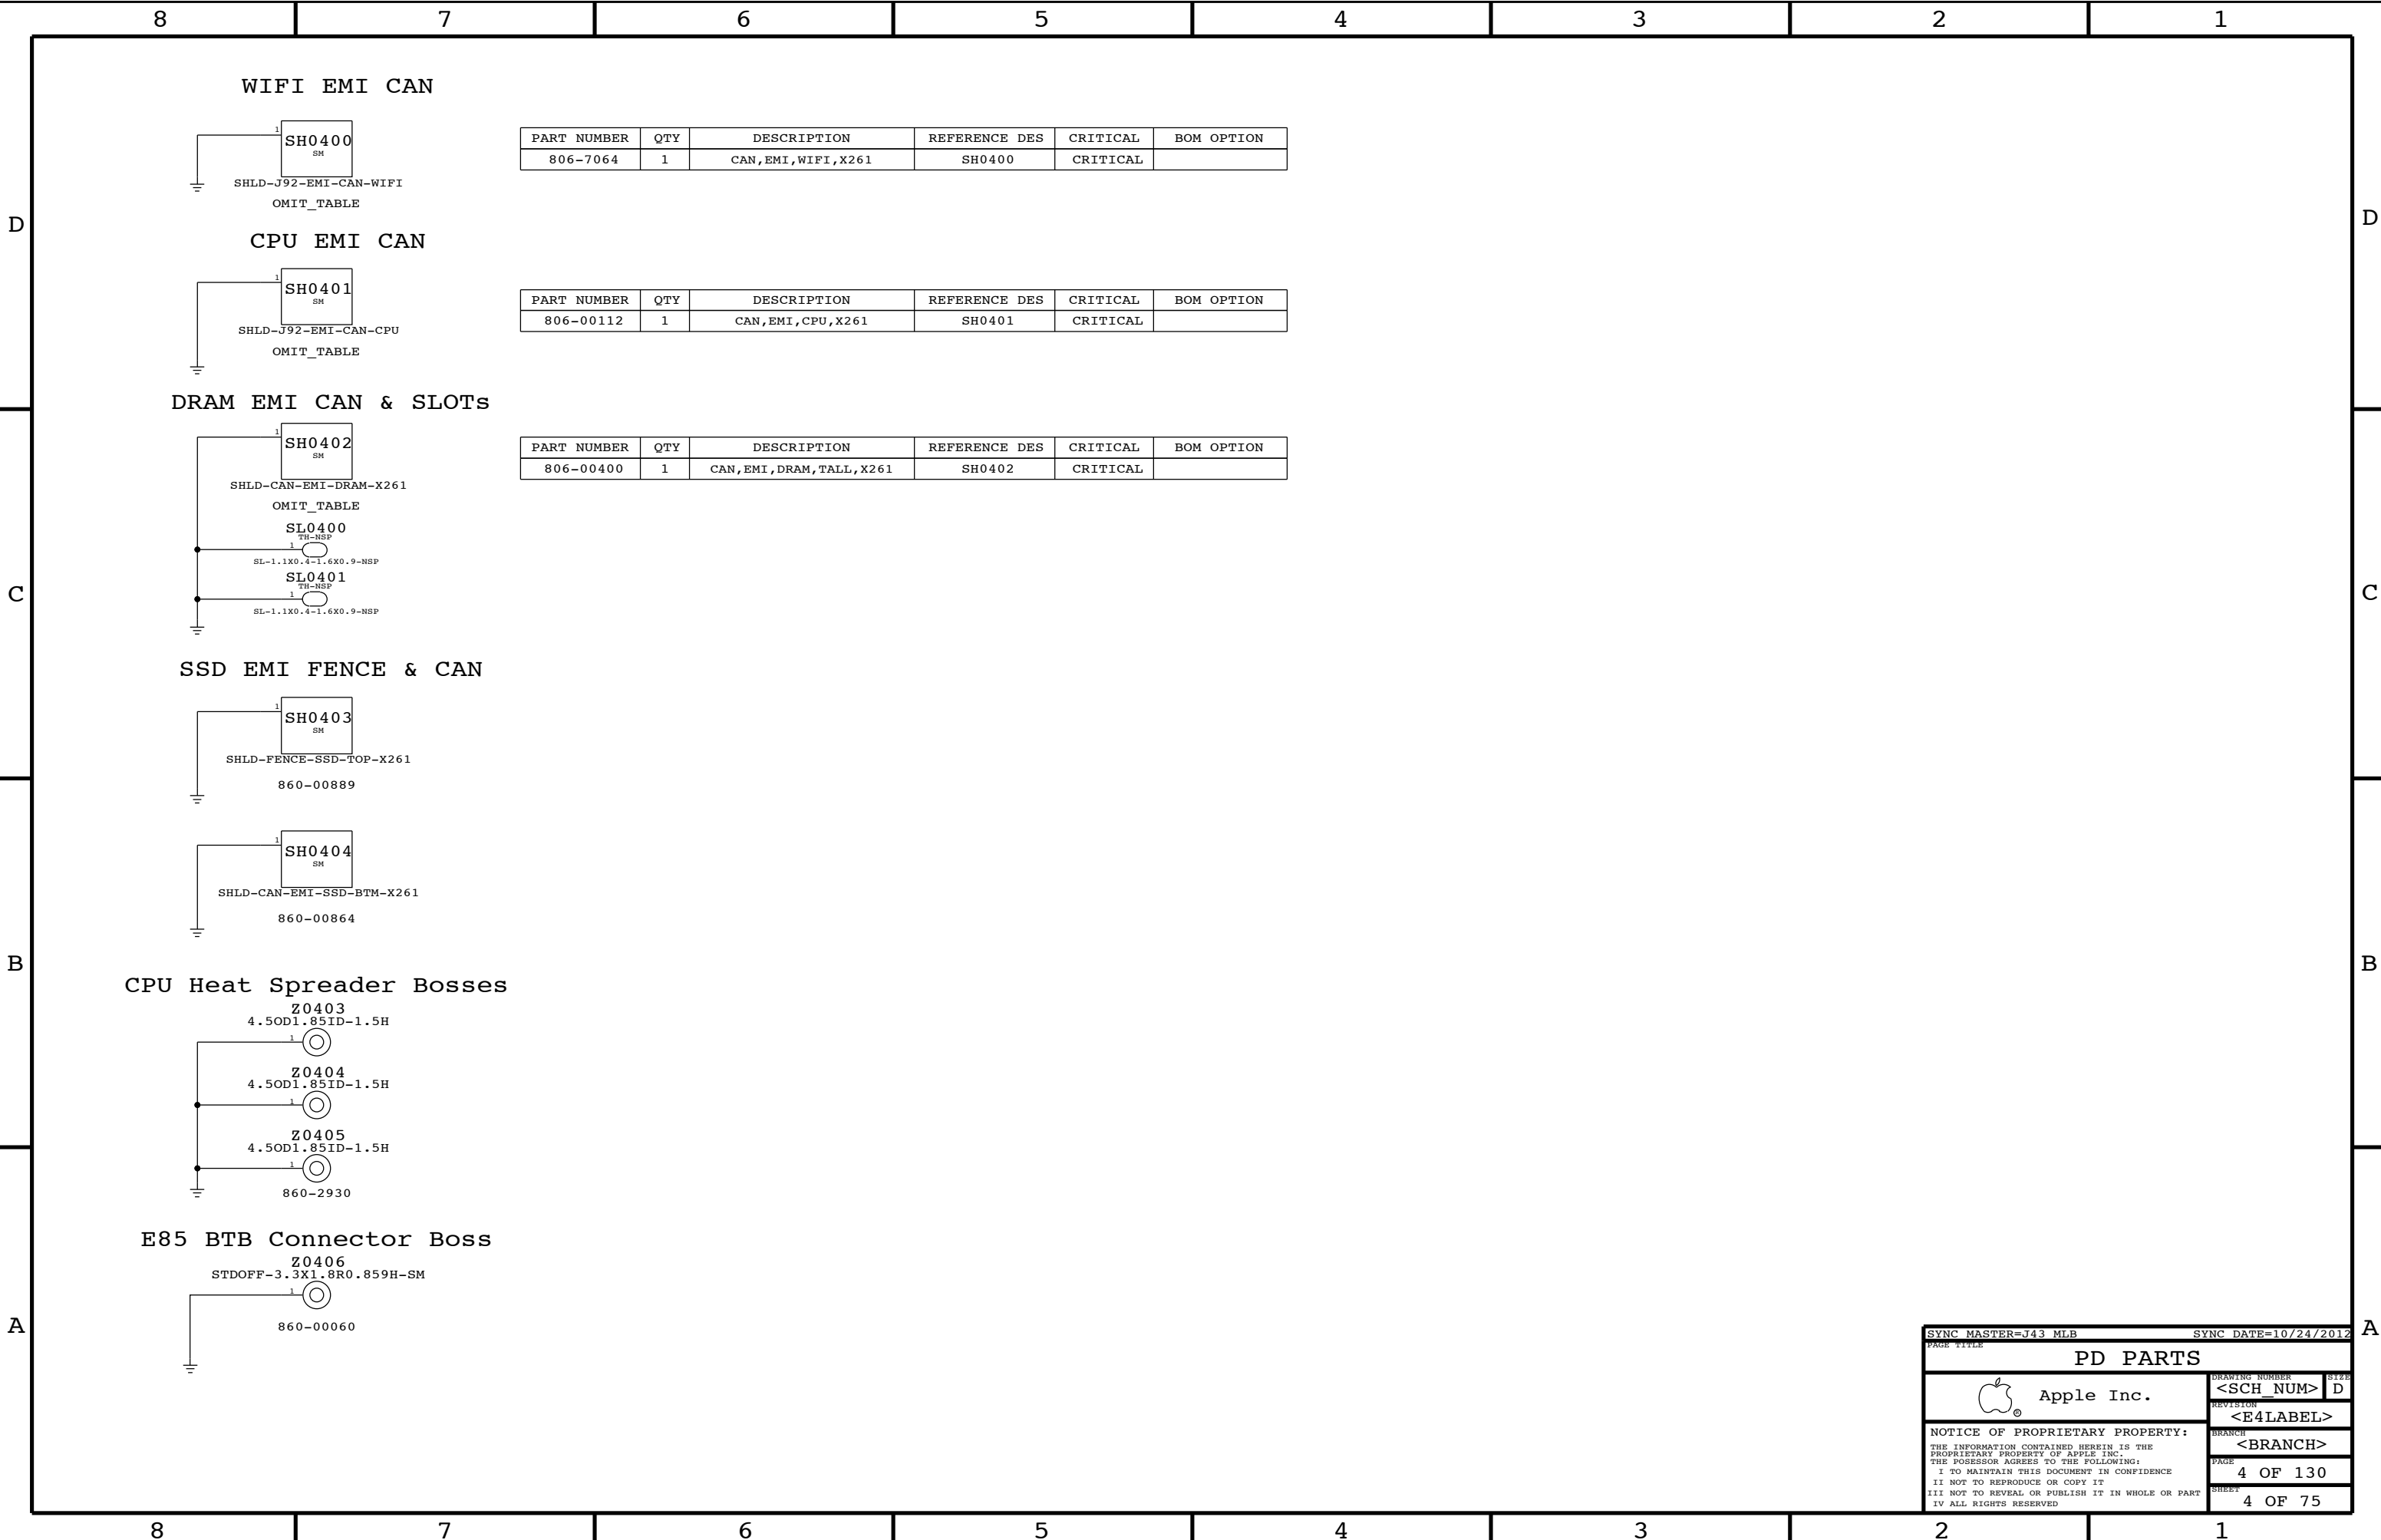 8 7 6 5 4 3 2 1
WIFI EMI CAN
1
SH0400
SM
SHLD-J92-EMI-CAN-WIFI
OMIT_TABLE
PART NUMBER QTY DESCRIPTION REFERENCE DES CRITICAL BOM OPTION
806-7064 1 CAN,EMI,WIFI,X261 SH0400 CRITICAL
D D
CPU EMI CAN
1
SH0401
SM
SHLD-J92-EMI-CAN-CPU
OMIT_TABLE
PART NUMBER QTY DESCRIPTION REFERENCE DES CRITICAL BOM OPTION
806-00112 1 CAN,EMI,CPU,X261 SH0401 CRITICAL
DRAM EMI CAN & SLOTs
1
SH0402
SM
SHLD-CAN-EMI-DRAM-X261
OMIT_TABLE
PART NUMBER QTY DESCRIPTION REFERENCE DES CRITICAL BOM OPTION
806-00400 1 CAN,EMI,DRAM,TALL,X261 SH0402 CRITICAL
SL0400
TH-NSP
1
SL-1.1X0.4-1.6X0.9-NSP
SL0401
TH-NSP
1
SL-1.1X0.4-1.6X0.9-NSP
C C
SSD EMI FENCE & CAN
1
SH0403
SM
SHLD-FENCE-SSD-TOP-X261
860-00889
1
SH0404
SM
SHLD-CAN-EMI-SSD-BTM-X261
860-00864
B B
CPU Heat Spreader Bosses
Z0403
4.5OD1.85ID-1.5H
1
Z0404
4.5OD1.85ID-1.5H
1
Z0405
4.5OD1.85ID-1.5H
1
860-2930
E85 BTB Connector Boss
Z0406
STDOFF-3.3X1.8R0.859H-SM
1
860-00060
A A
SYNC MASTER=J43 MLB SYNC DATE=10/24/2012
PAGE TITLE
PD PARTS
Apple Inc.
®
DRAWING NUMBER
<SCH_NUM>
SIZE
D
REVISION
<E4LABEL>
BRANCH
<BRANCH>
NOTICE OF PROPRIETARY PROPERTY:
THE INFORMATION CONTAINED HEREIN IS THE
PROPRIETARY PROPERTY OF APPLE INC.
THE POSESSOR AGREES TO THE FOLLOWING:
I TO MAINTAIN THIS DOCUMENT IN CONFIDENCE
II NOT TO REPRODUCE OR COPY IT
III NOT TO REVEAL OR PUBLISH IT IN WHOLE OR PART
IV ALL RIGHTS RESERVED
PAGE
4 OF 130
SHEET
4 OF 75
8 7 6 5 4 3 2 1